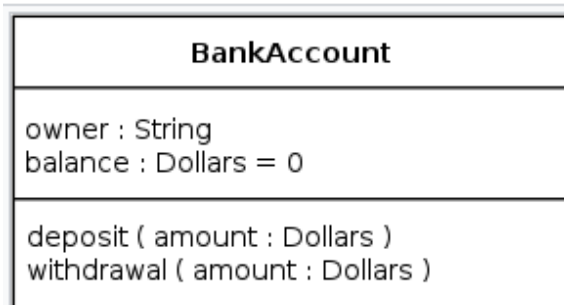 BankAccount
owner : String
balance : Dollars = 0
deposit ( amount : Dollars )
withdrawal ( amount : Dollars )